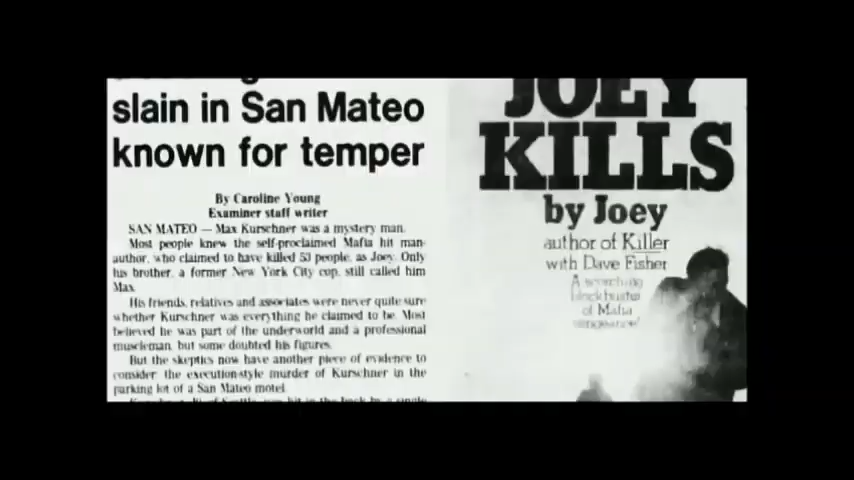 slain in San Mateo
known for temper
By Caroline Young
Examiner staff writer
SAN MATEO — Max Kurschner was a mystery man.
Most people knew the self-proclaimed Mafia hit man-
author, who claimed to have killed 53 people, as Joey. Only
his brother, a former New York City cop, still called him
Max.
His friends, relatives and associates were never quite sure
whether Kurschner was everything he claimed to be. Most
believed he was part of the underworld and a professional
muscleman, but some doubted his figures.
But the skeptics now have another piece of evidence to
consider: the execution-style murder of Kurschner in the
parking lot of a San Mateo motel.
JOEY
KILLS
by Joey
author of Killer
with Dave Fisher
A scorching
blockbuster
of Mafia
vengeance!